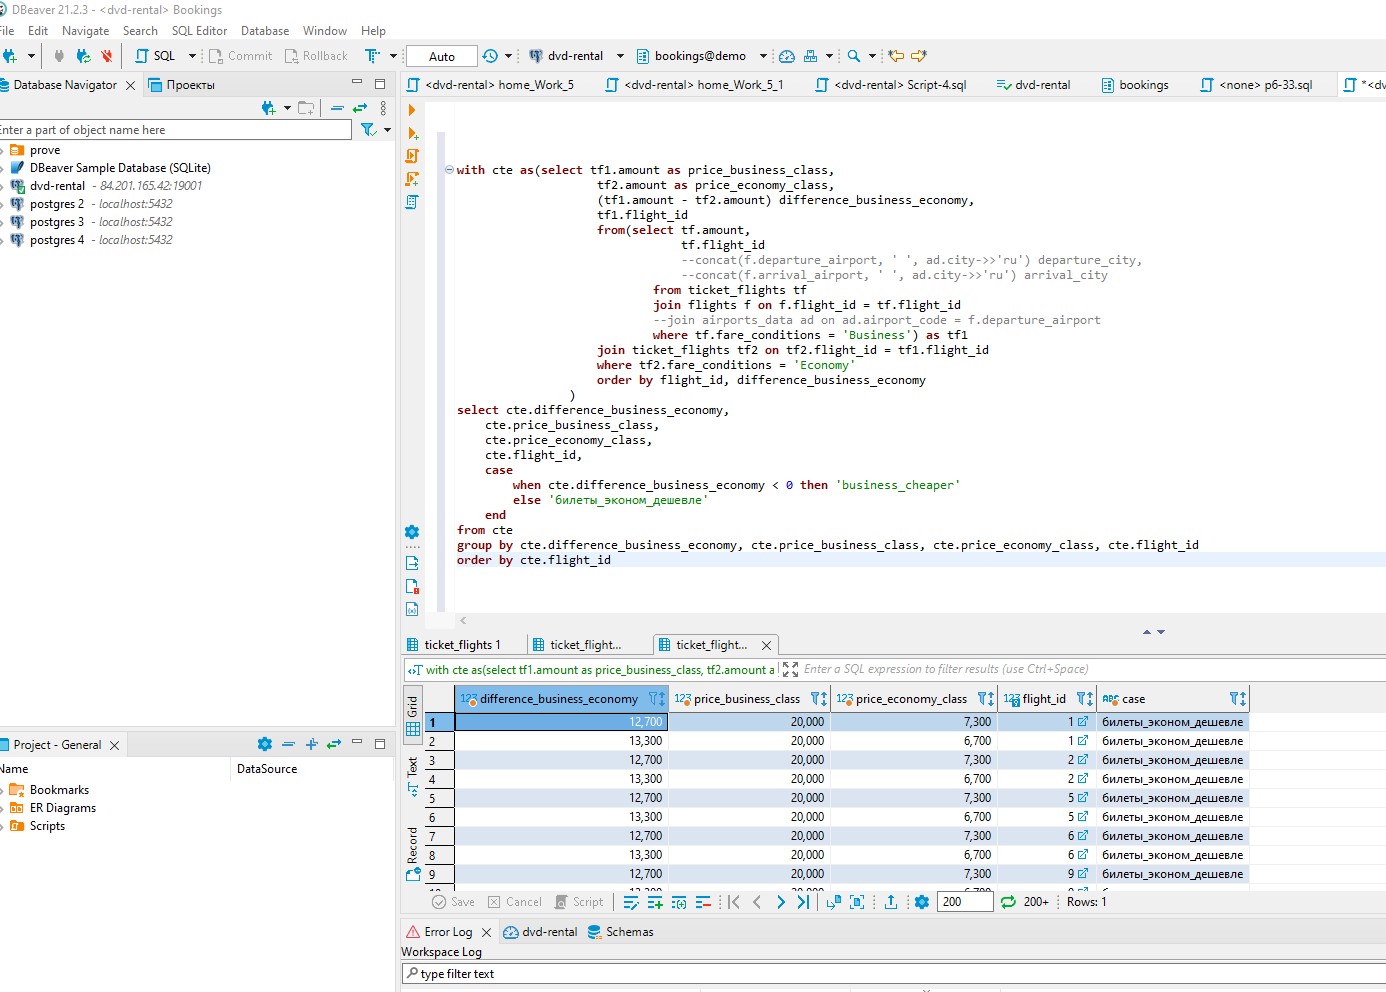 DBeaver 21.2.3 - <dvd-rental> Bookings
File Edit Navigate Search SQL Editor Database Window Help
SQL Commit Rollback Auto dvd-rental bookings@demo
Database Navigator Проекты
Enter a part of object name here
prove
DBeaver Sample Database (SQLite)
dvd-rental - 84.201.165.42:19001
postgres 2 - localhost:5432
postgres 3 - localhost:5432
postgres 4 - localhost:5432
Project - General
Name DataSource
Bookmarks
ER Diagrams
Scripts
<dvd-rental> home_Work_5 <dvd-rental> home_Work_5_1 <dvd-rental> Script-4.sql dvd-rental bookings <none> p6-33.sql *<dv
with cte as(select tf1.amount as price_business_class,
tf2.amount as price_economy_class,
(tf1.amount - tf2.amount) difference_business_economy,
tf1.flight_id
from(select tf.amount,
tf.flight_id
--concat(f.departure_airport, ' ', ad.city->>'ru') departure_city,
--concat(f.arrival_airport, ' ', ad.city->>'ru') arrival_city
from ticket_flights tf
join flights f on f.flight_id = tf.flight_id
--join airports_data ad on ad.airport_code = f.departure_airport
where tf.fare_conditions = 'Business') as tf1
join ticket_flights tf2 on tf2.flight_id = tf1.flight_id
where tf2.fare_conditions = 'Economy'
order by flight_id, difference_business_economy
)
select cte.difference_business_economy,
cte.price_business_class,
cte.price_economy_class,
cte.flight_id,
case
when cte.difference_business_economy < 0 then 'business_cheaper'
else 'билеты_эконом_дешевле'
end
from cte
group by cte.difference_business_economy, cte.price_business_class, cte.price_economy_class, cte.flight_id
order by cte.flight_id
ticket_flights 1 ticket_flight... ticket_flight...
with cte as(select tf1.amount as price_business_class, tf2.amount a Enter a SQL expression to filter results (use Ctrl+Space)
Grid
Text
Record
123 difference_business_economy 123 price_business_class 123 price_economy_class 123 flight_id ABC case
1 12,700 20,000 7,300 1 билеты_эконом_дешевле
2 13,300 20,000 6,700 1 билеты_эконом_дешевле
3 12,700 20,000 7,300 2 билеты_эконом_дешевле
4 13,300 20,000 6,700 2 билеты_эконом_дешевле
5 12,700 20,000 7,300 5 билеты_эконом_дешевле
6 13,300 20,000 6,700 5 билеты_эконом_дешевле
7 12,700 20,000 7,300 6 билеты_эконом_дешевле
8 13,300 20,000 6,700 6 билеты_эконом_дешевле
9 12,700 20,000 7,300 9 билеты_эконом_дешевле
Save Cancel Script 200 200+ Rows: 1
Error Log dvd-rental Schemas
Workspace Log
type filter text